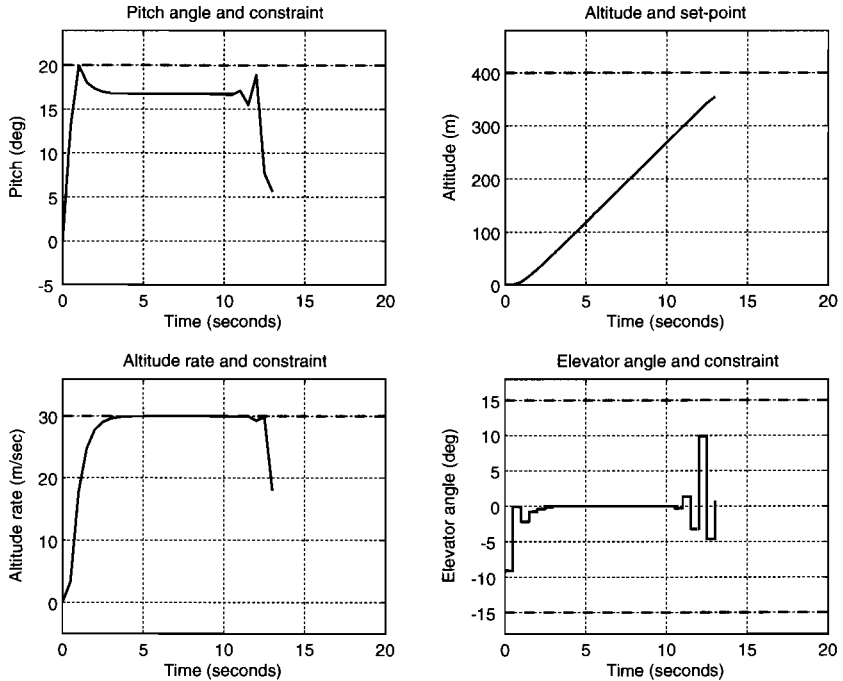 Pitch angle and constraint
20
15
10
5
0
-5
Pitch (deg)
0 5 10 15 20
Time (seconds)
Altitude and set-point
400
300
200
100
0
Altitude (m)
0 5 10 15 20
Time (seconds)
Altitude rate and constraint
30
20
30
0
Altitude rate (m/sec)
0 5 10 15 20
Time (seconds)
Elevator angle and constraint
15
10
5
0
-5
-10
-15
Elevator angle (deg)
0 5 10 15 20
Time (seconds)